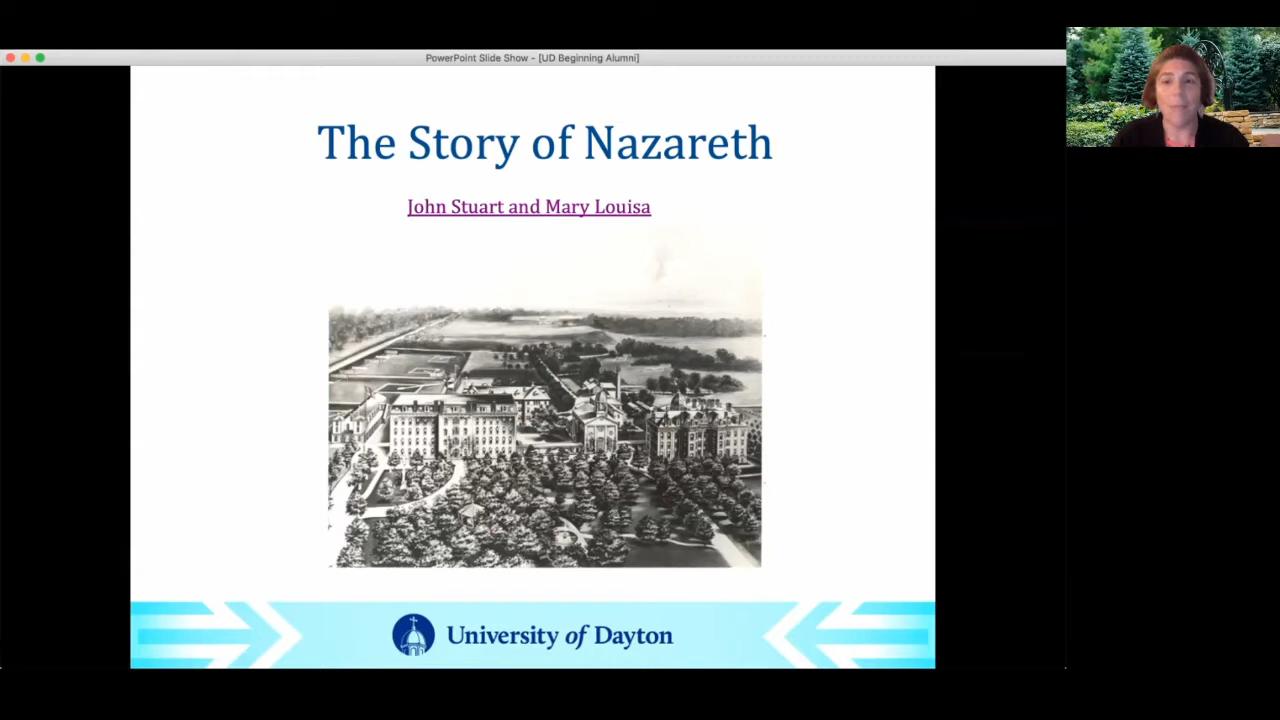 PowerPoint Slide Show - [UD Beginning Alumni]
The Story of Nazareth
John Stuart and Mary Louisa
University of Dayton